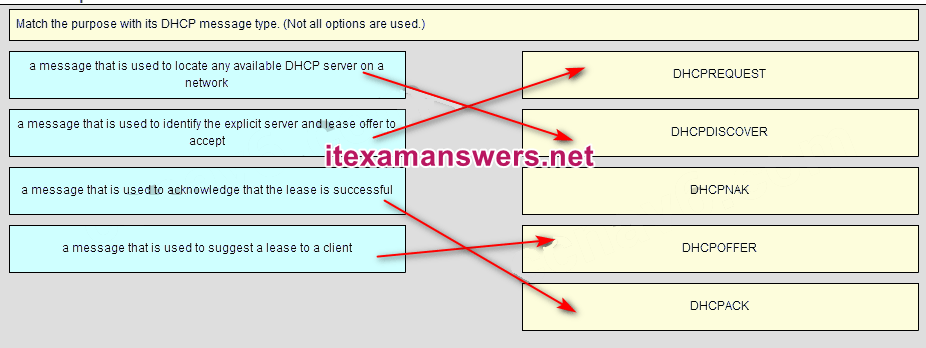 Match the purpose with its DHCP message type. (Not all options are used.)
a message that is used to locate any available DHCP server on a
network
DHCPREQUEST
a message that is used to identify the explicit server and lease offer to
accept
DHCPDISCOVER
itexamanswers.net
a message that is used to acknowledge that the lease is successful
DHCPNAK
a message that is used to suggest a lease to a client
DHCPOFFER
DHCPACK